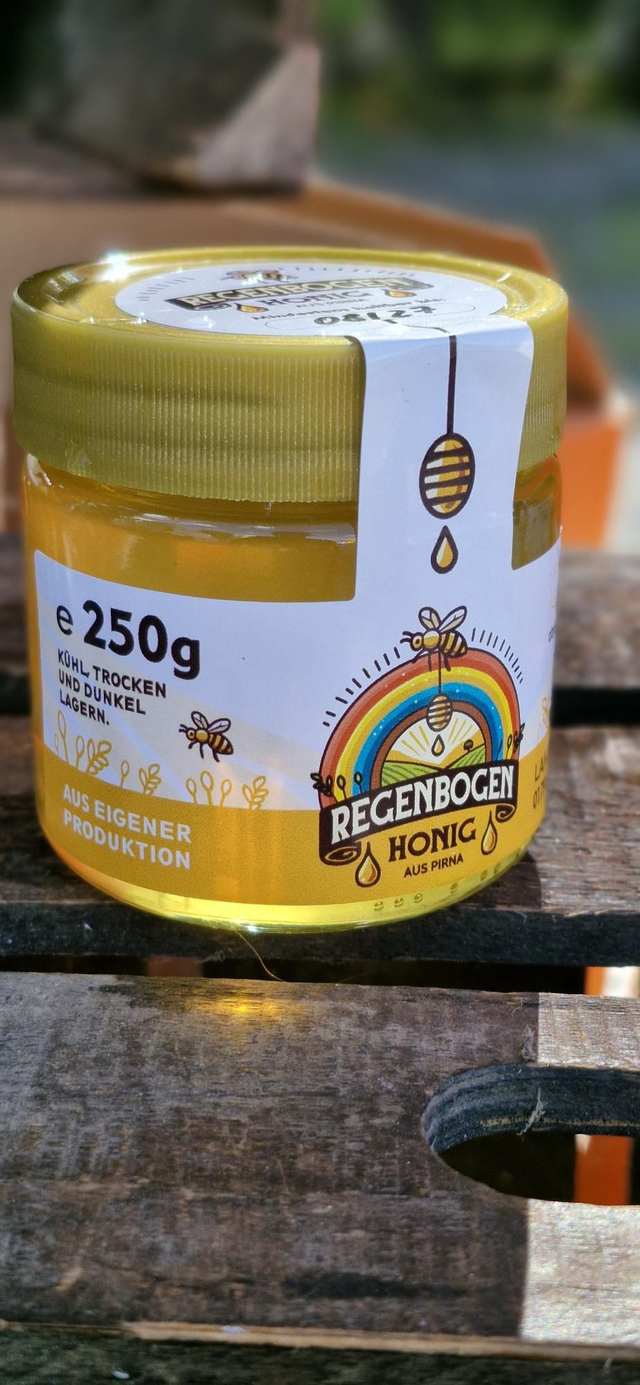 REGENBOGEN
HONIG
e 250g
KÜHL, TROCKEN
UND DUNKEL
LAGERN.
AUS EIGENER
PRODUKTION
REGENBOGEN
HONIG
AUS PIRNA